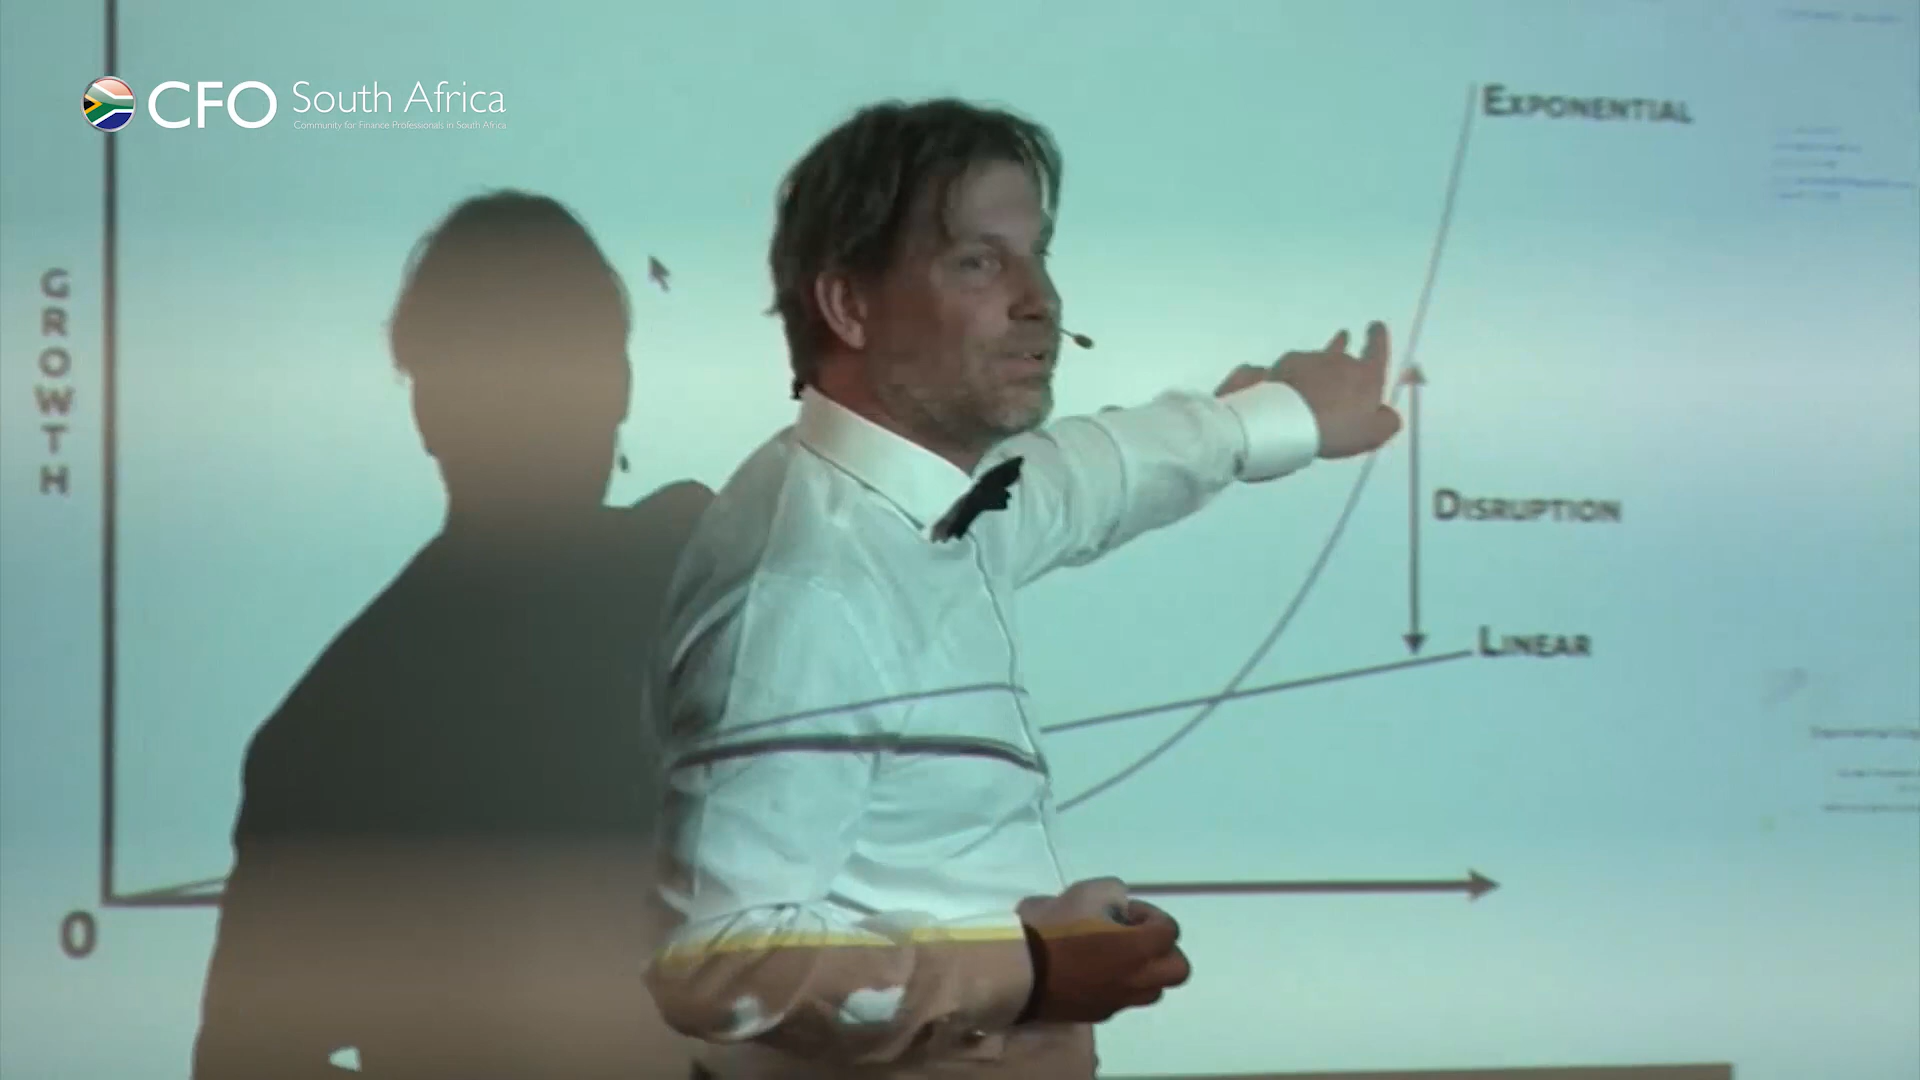 CFO South Africa
Community for Finance Professionals in South Africa
EXPONENTIAL
GROWTH
DISRUPTION
LINEAR
0